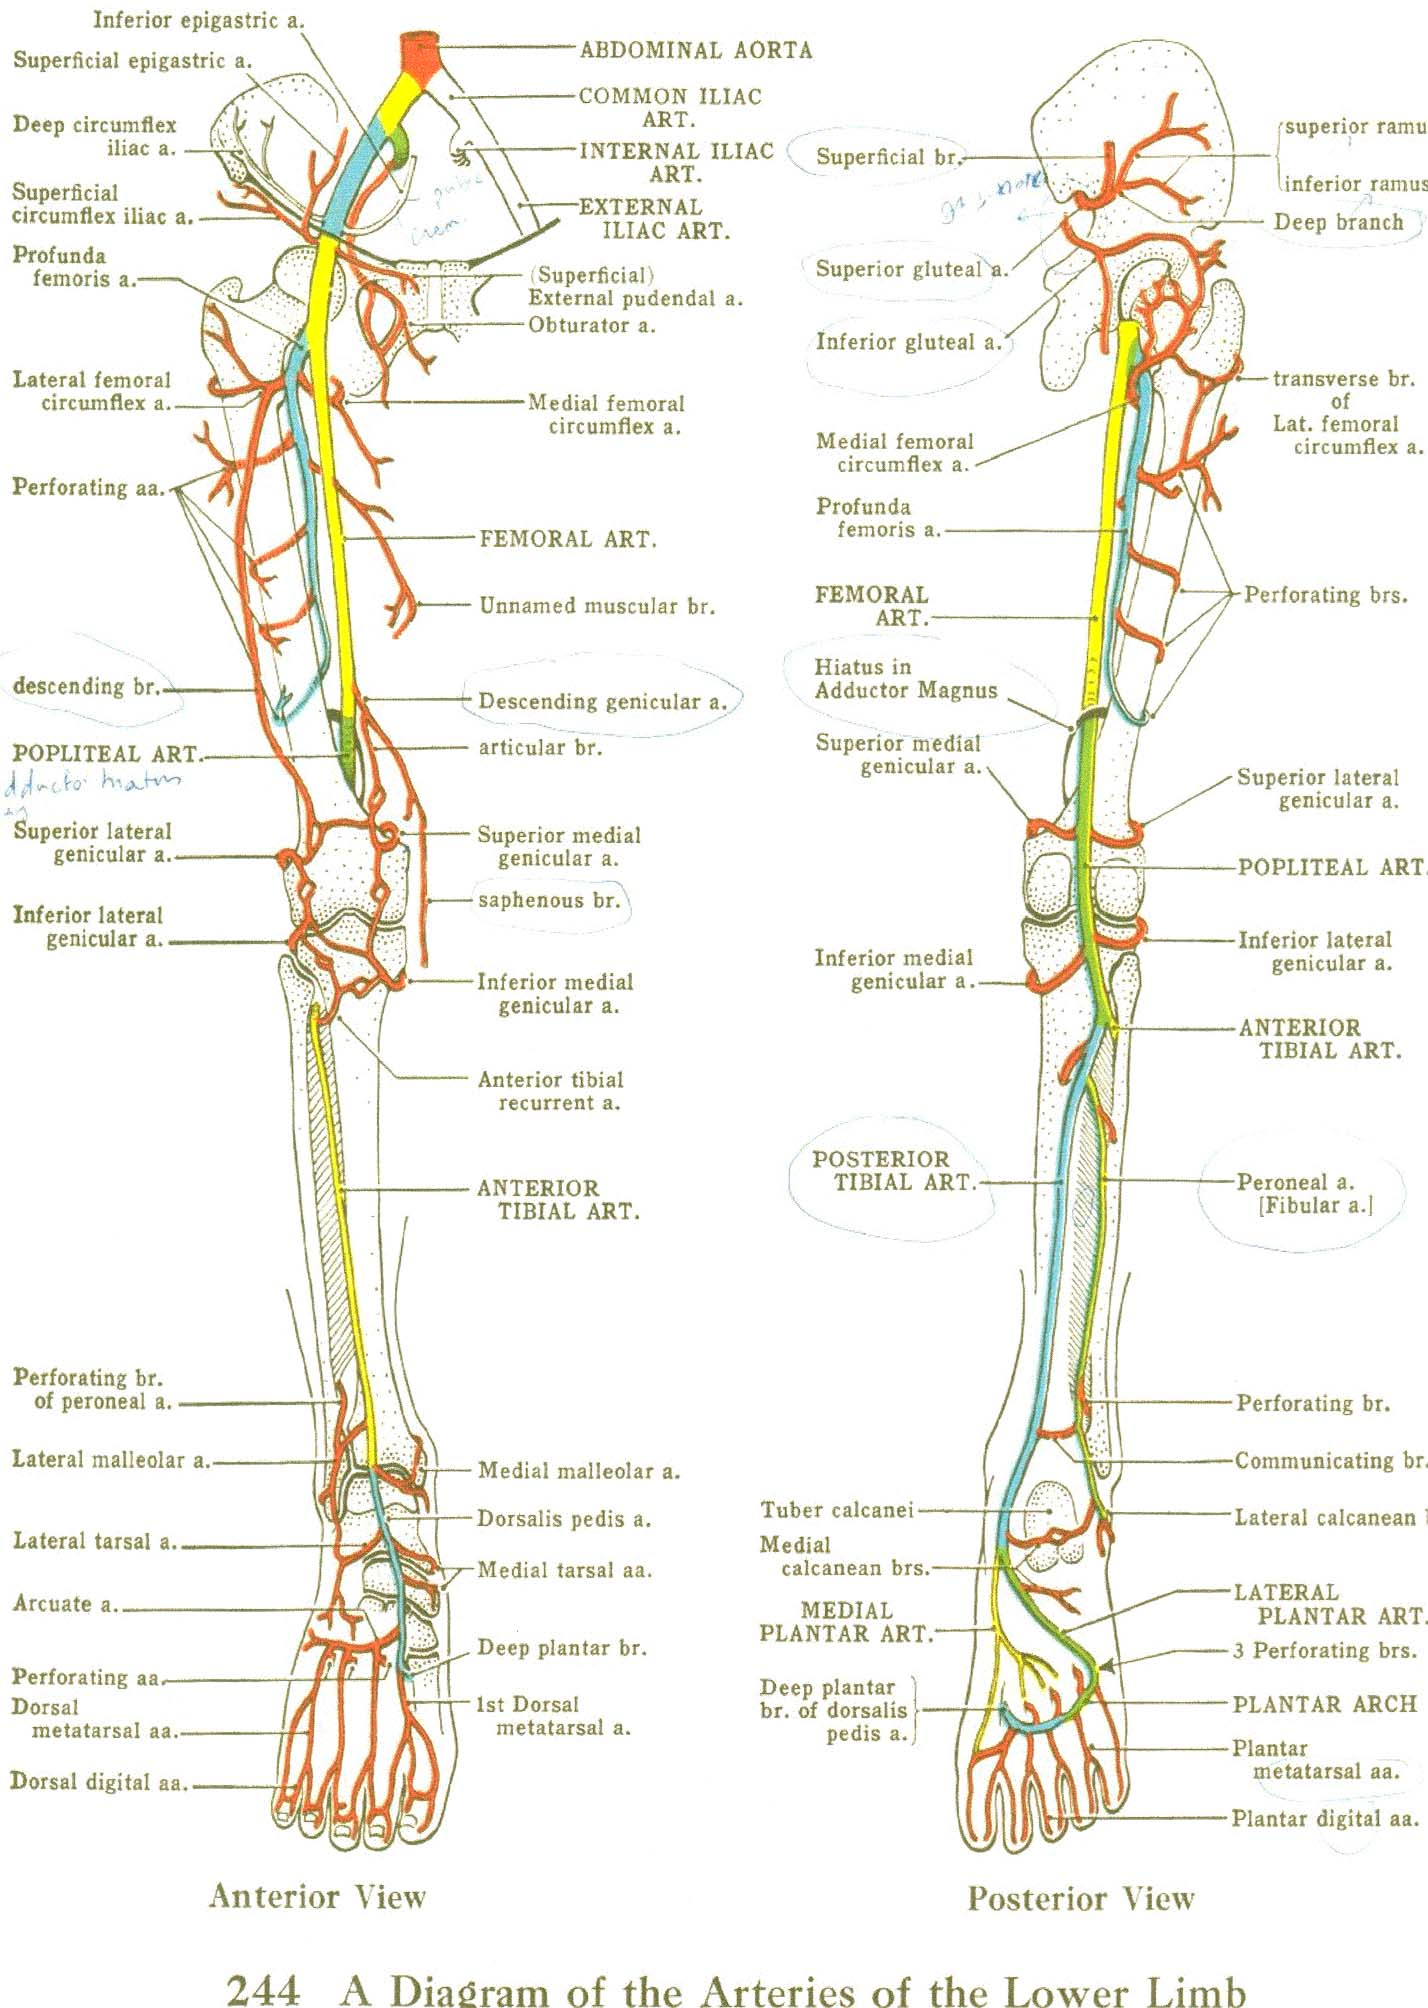 Inferior epigastric a.
Superficial epigastric a.
Deep circumflex
iliac a.
Superficial
circumflex iliac a.
Profunda
femoris a.
Lateral femoral
circumflex a.
Perforating aa.
descending br.
POPLITEAL ART.
Superior lateral
genicular a.
Inferior lateral
genicular a.
Perforating br.
of peroneal a.
Lateral malleolar a.
Lateral tarsal a.
Arcuate a.
Perforating aa.
Dorsal
metatarsal aa.
Dorsal digital aa.
ABDOMINAL AORTA
COMMON ILIAC
ART.
INTERNAL ILIAC
ART.
EXTERNAL
ILIAC ART.
(Superficial)
External pudendal a.
Obturator a.
Medial femoral
circumflex a.
FEMORAL ART.
Unnamed muscular br.
Descending genicular a.
articular br.
Superior medial
genicular a.
saphenous br.
Inferior medial
genicular a.
Anterior tibial
recurrent a.
ANTERIOR
TIBIAL ART.
Medial malleolar a.
Dorsalis pedis a.
Medial tarsal aa.
Deep plantar br.
1st Dorsal
metatarsal a.
Anterior View
Superficial br.
Superior gluteal a.
Inferior gluteal a.
Medial femoral
circumflex a.
Profunda
femoris a.
FEMORAL
ART.
Hiatus in
Adductor Magnus
Superior medial
genicular a.
Inferior medial
genicular a.
POSTERIOR
TIBIAL ART.
Tuber calcanei
Medial
calcanean brs.
MEDIAL
PLANTAR ART.
Deep plantar
br. of dorsalis
pedis a.
superior ramu
inferior ramus
Deep branch
transverse br.
of
Lat. femoral
circumflex a.
Perforating brs.
Superior lateral
genicular a.
POPLITEAL ART.
Inferior lateral
genicular a.
ANTERIOR
TIBIAL ART.
Peroneal a.
[Fibular a.]
Perforating br.
Communicating br.
Lateral calcanean
LATERAL
PLANTAR ART.
3 Perforating brs.
PLANTAR ARCH
Plantar
metatarsal aa.
Plantar digital aa.
Posterior View
244 A Diagram of the Arteries of the Lower Limb